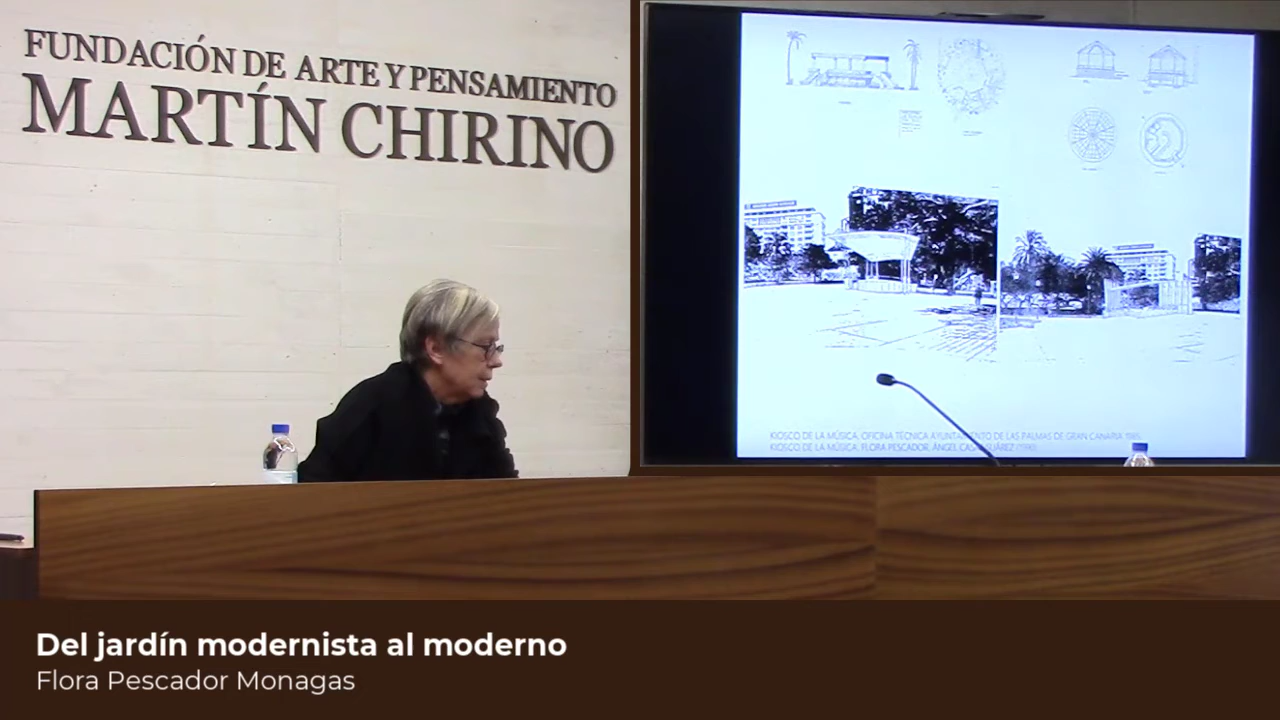 FUNDACIÓN DE ARTE Y PENSAMIENTO
MARTÍN CHIRINO
KIOSCO DE LA MÚSICA. OFICINA TÉCNICA AYUNTAMIENTO DE LAS PALMAS DE GRAN CANARIA
KIOSCO DE LA MÚSICA. FLORA PESCADOR, ÁNGEL
Del jardín modernista al moderno
Flora Pescador Monagas